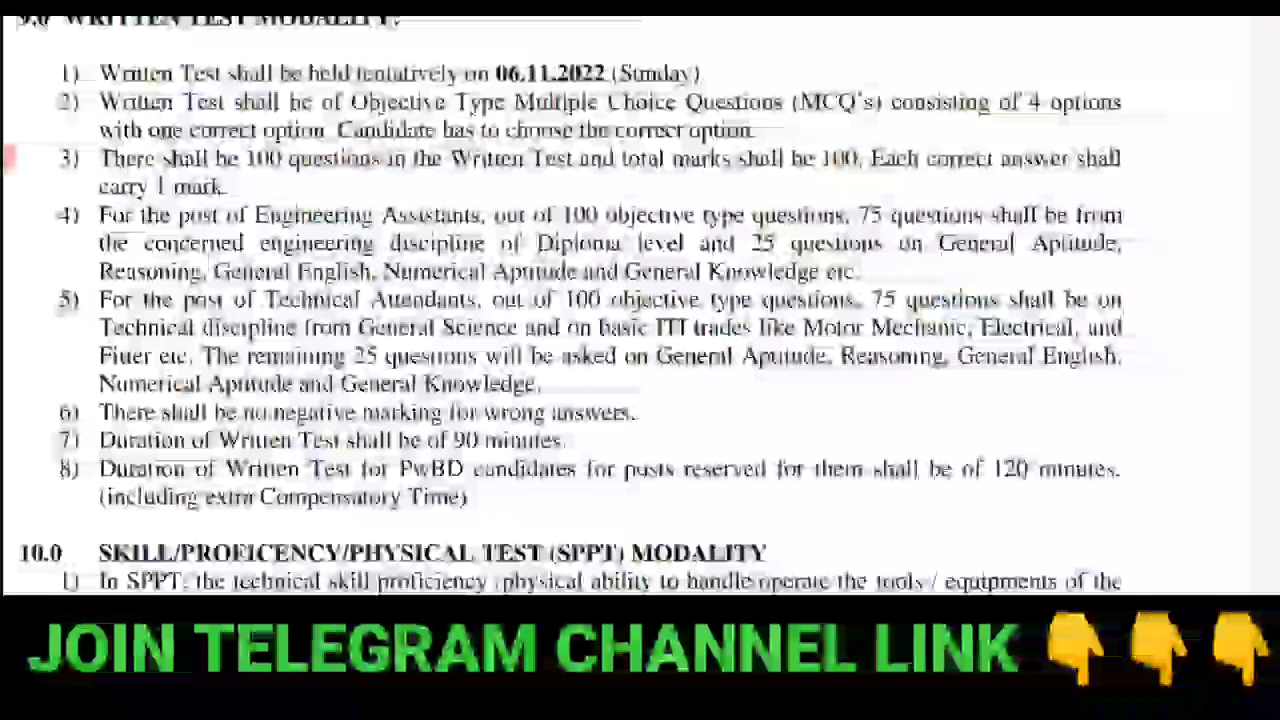 9.0 WRITTEN TEST MODALITY:
1) Written Test shall be held tentatively on 06.11.2022 (Sunday)
2) Written Test shall be of Objective Type Multiple Choice Questions (MCQ's) consisting of 4 options
with one correct option. Candidate has to choose the correct option.
3) There shall be 100 questions in the Written Test and total marks shall be 100. Each correct answer shall
carry 1 mark.
4) For the post of Engineering Assistants, out of 100 objective type questions, 75 questions shall be from
the concerned engineering discipline of Diploma level and 25 questions on General Aptitude,
Reasoning, General English, Numerical Aptitude and General Knowledge etc.
5) For the post of Technical Attendants, out of 100 objective type questions, 75 questions shall be on
Technical discipline from General Science and on basic ITI trades like Motor Mechanic, Electrical, and
Fitter etc. The remaining 25 questions will be asked on General Aptitude, Reasoning, General English,
Numerical Aptitude and General Knowledge.
6) There shall be no negative marking for wrong answers.
7) Duration of Written Test shall be of 90 minutes.
8) Duration of Written Test for PwBD candidates for posts reserved for them shall be of 120 minutes.
(including extra Compensatory Time)
10.0 SKILL/PROFICENCY/PHYSICAL TEST (SPPT) MODALITY
1) In SPPT, the technical skill proficiency /physical ability to handle/operate the tools / equipments of the
JOIN TELEGRAM CHANNEL LINK 👇👇👇